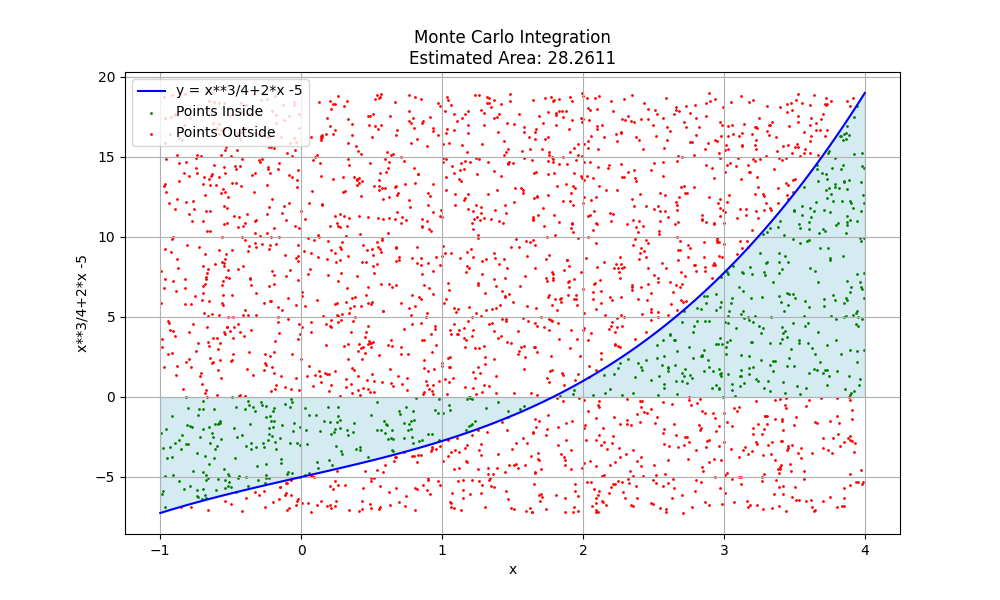 Monte Carlo Integration
Estimated Area: 28.2611
y = x**3/4+2*x -5
Points Inside
Points Outside
20
15
10
5
0
−5
x**3/4+2*x -5
−1 0 1 2 3 4
x